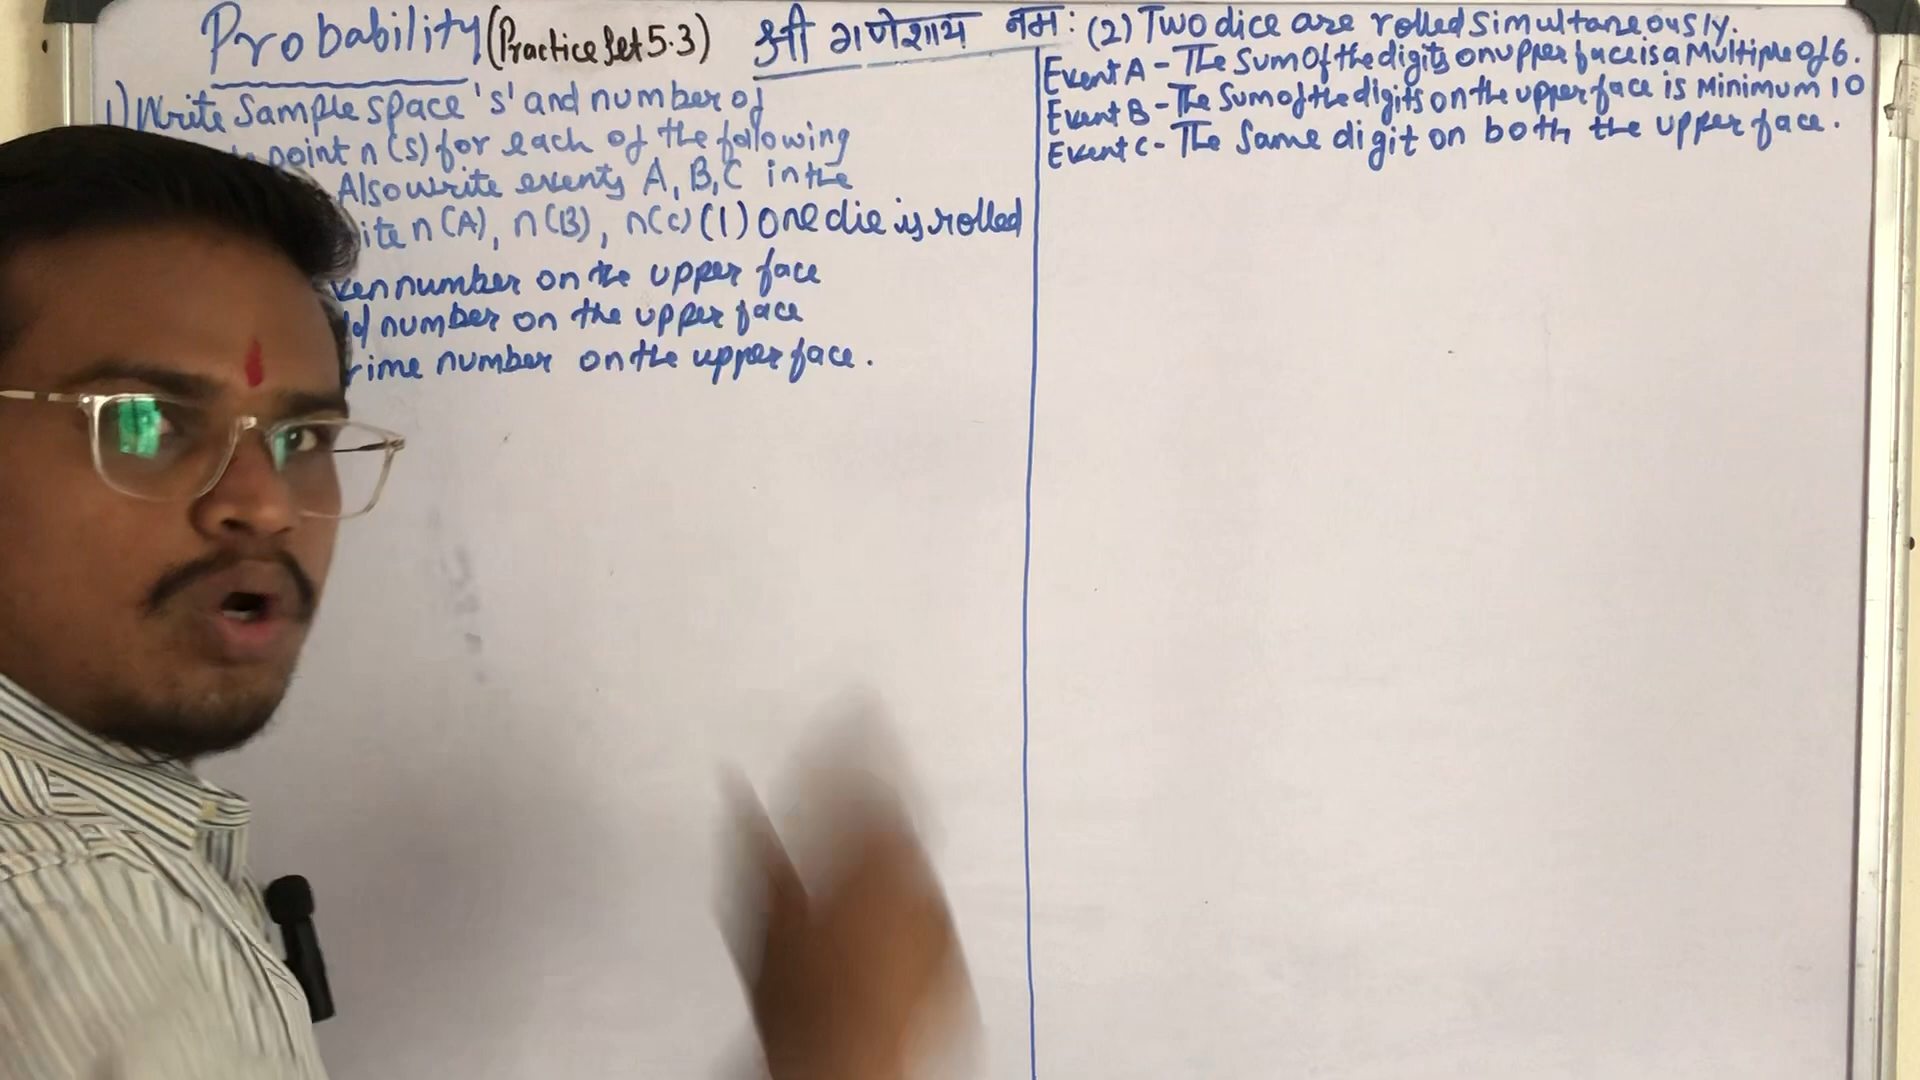 Probability (Practice Set 5.3) श्री गणेशाय नमः
1) Write Sample space 's' and number of
point n(s) for each of the following
Also write events A, B, C in the
n(A), n(B), n(c) (1) One die is rolled
number on the upper face
number on the upper face
number on the upper face.
(2) Two dice are rolled simultaneously.
Event A - The Sum of the digits on upper face is a Multiple of 6.
Event B - The Sum of the digits on the upper face is Minimum 10
Event C - The Same digit on both the upper face.